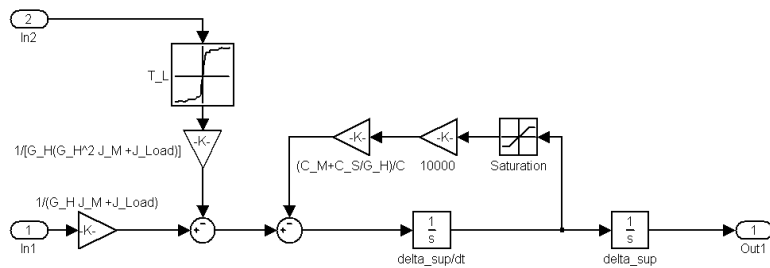 2
In2
T_L
-K-
1/[G_H(G_H^2 J_M +J_Load)]
-K-
-K-
(C_M+C_S/G_H)/C
10000
Saturation
1/(G_H J_M +J_Load)
1
In1
-K-
+
-
+
-
1
s
delta_sup/dt
1
s
delta_sup
1
Out1